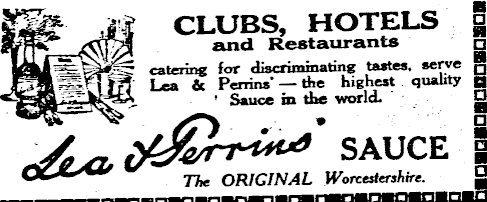 CLUBS, HOTELS
and Restaurants
catering for discriminating tastes, serve
Lea & Perrins' — the highest quality
Sauce in the world.
Lea & Perrins' SAUCE
The ORIGINAL Worcestershire.